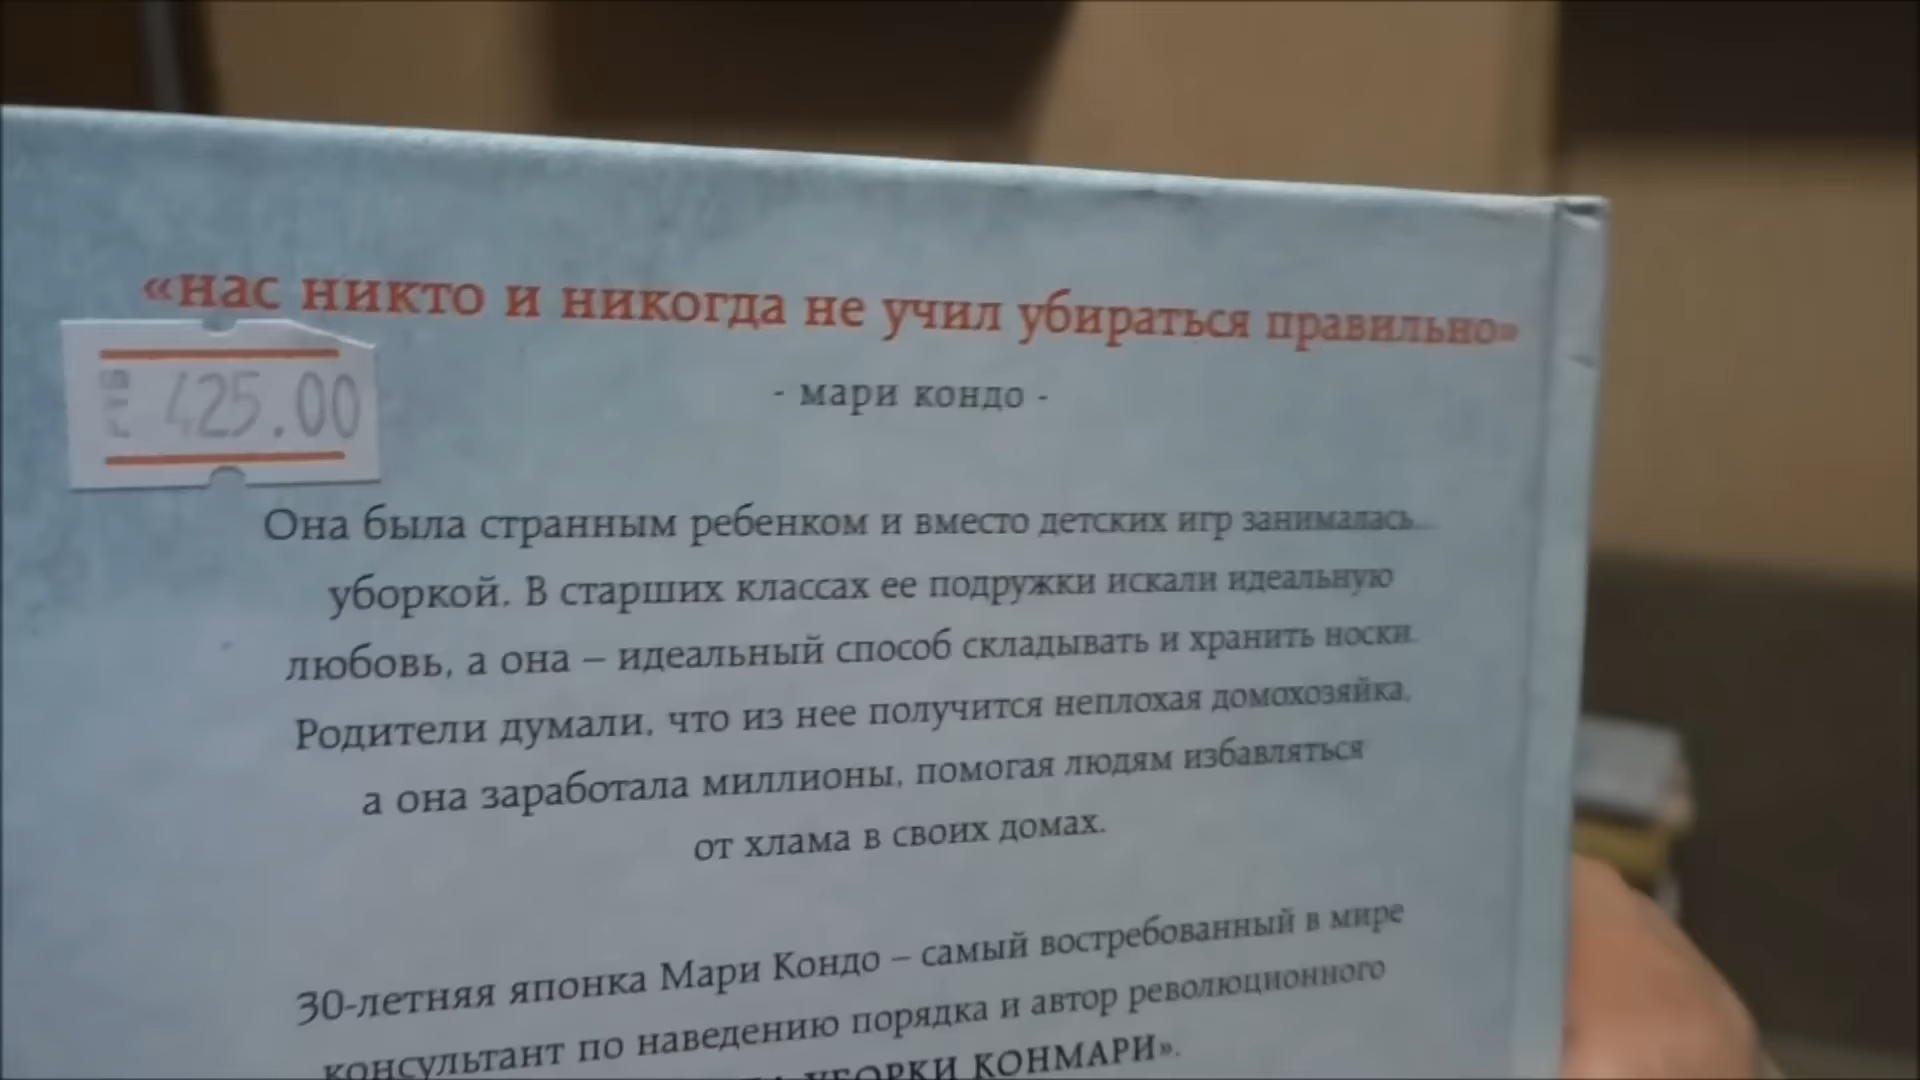 «нас никто и никогда не учил убираться правильно»
425.00
- мари кондо -
Она была странным ребенком и вместо детских игр занималась
уборкой. В старших классах ее подружки искали идеальную
любовь, а она – идеальный способ складывать и хранить носки.
Родители думали, что из нее получится неплохая домохозяйка,
а она заработала миллионы, помогая людям избавляться
от хлама в своих домах.
30-летняя японка Мари Кондо – самый востребованный в мире
консультант по наведению порядка и автор революционного
УБОРКИ КОНМАРИ».